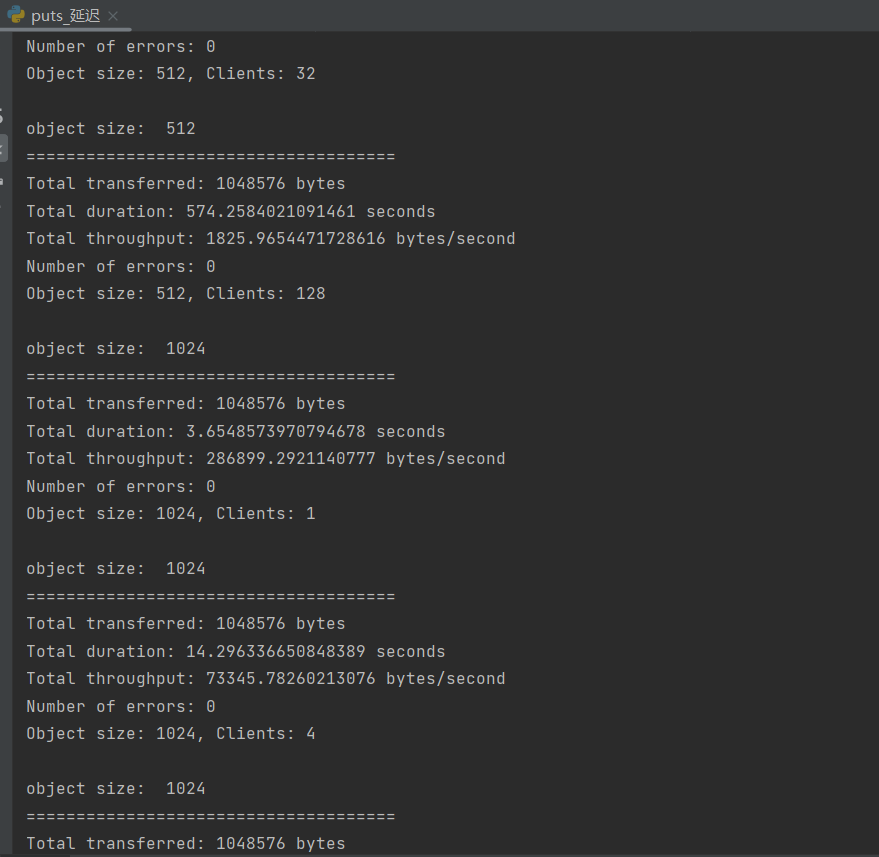 puts_延迟
Number of errors: 0
Object size: 512, Clients: 32
object size:  512
=====================================
Total transferred: 1048576 bytes
Total duration: 574.2584021091461 seconds
Total throughput: 1825.9654471728616 bytes/second
Number of errors: 0
Object size: 512, Clients: 128
object size:  1024
=====================================
Total transferred: 1048576 bytes
Total duration: 3.6548573970794678 seconds
Total throughput: 286899.2921140777 bytes/second
Number of errors: 0
Object size: 1024, Clients: 1
object size:  1024
=====================================
Total transferred: 1048576 bytes
Total duration: 14.296336650848389 seconds
Total throughput: 73345.78260213076 bytes/second
Number of errors: 0
Object size: 1024, Clients: 4
object size:  1024
=====================================
Total transferred: 1048576 bytes